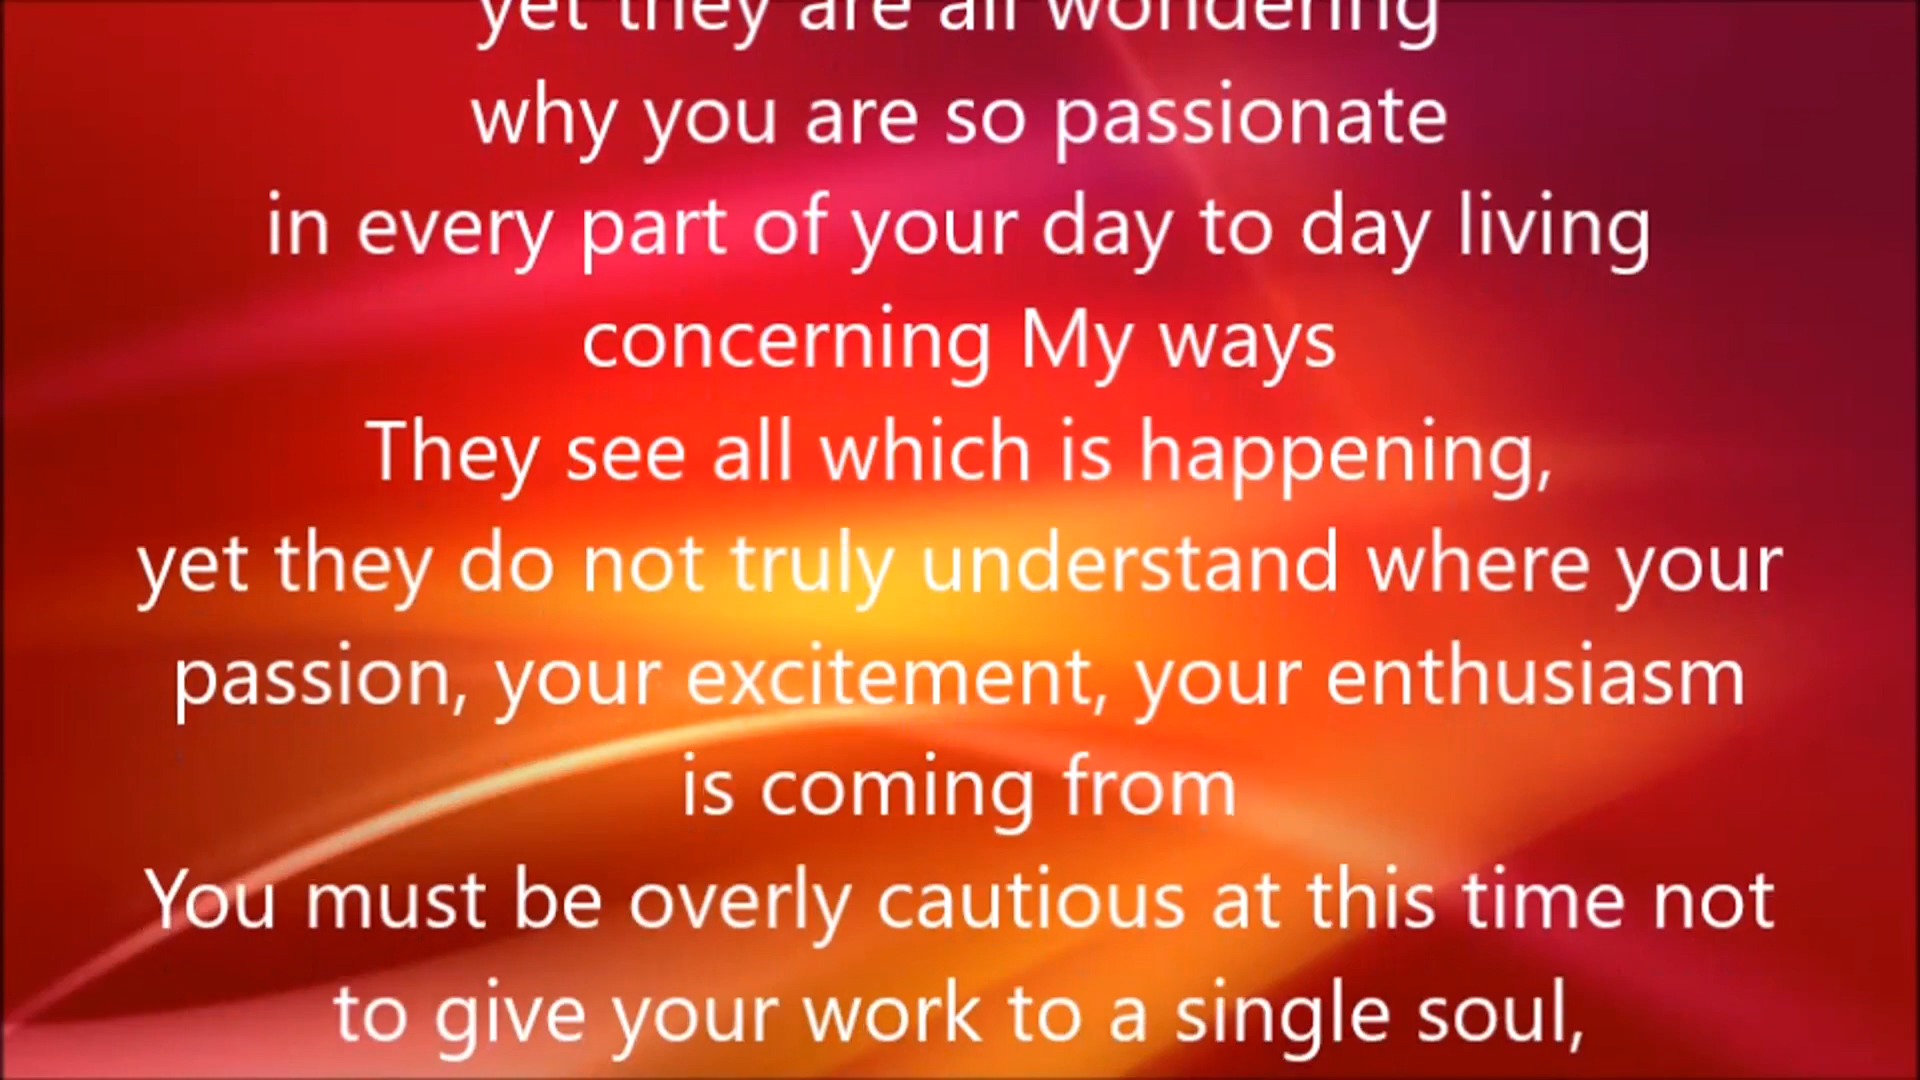 yet they are all wondering
why you are so passionate
in every part of your day to day living
concerning My ways
They see all which is happening,
yet they do not truly understand where your
passion, your excitement, your enthusiasm
is coming from
You must be overly cautious at this time not
to give your work to a single soul,